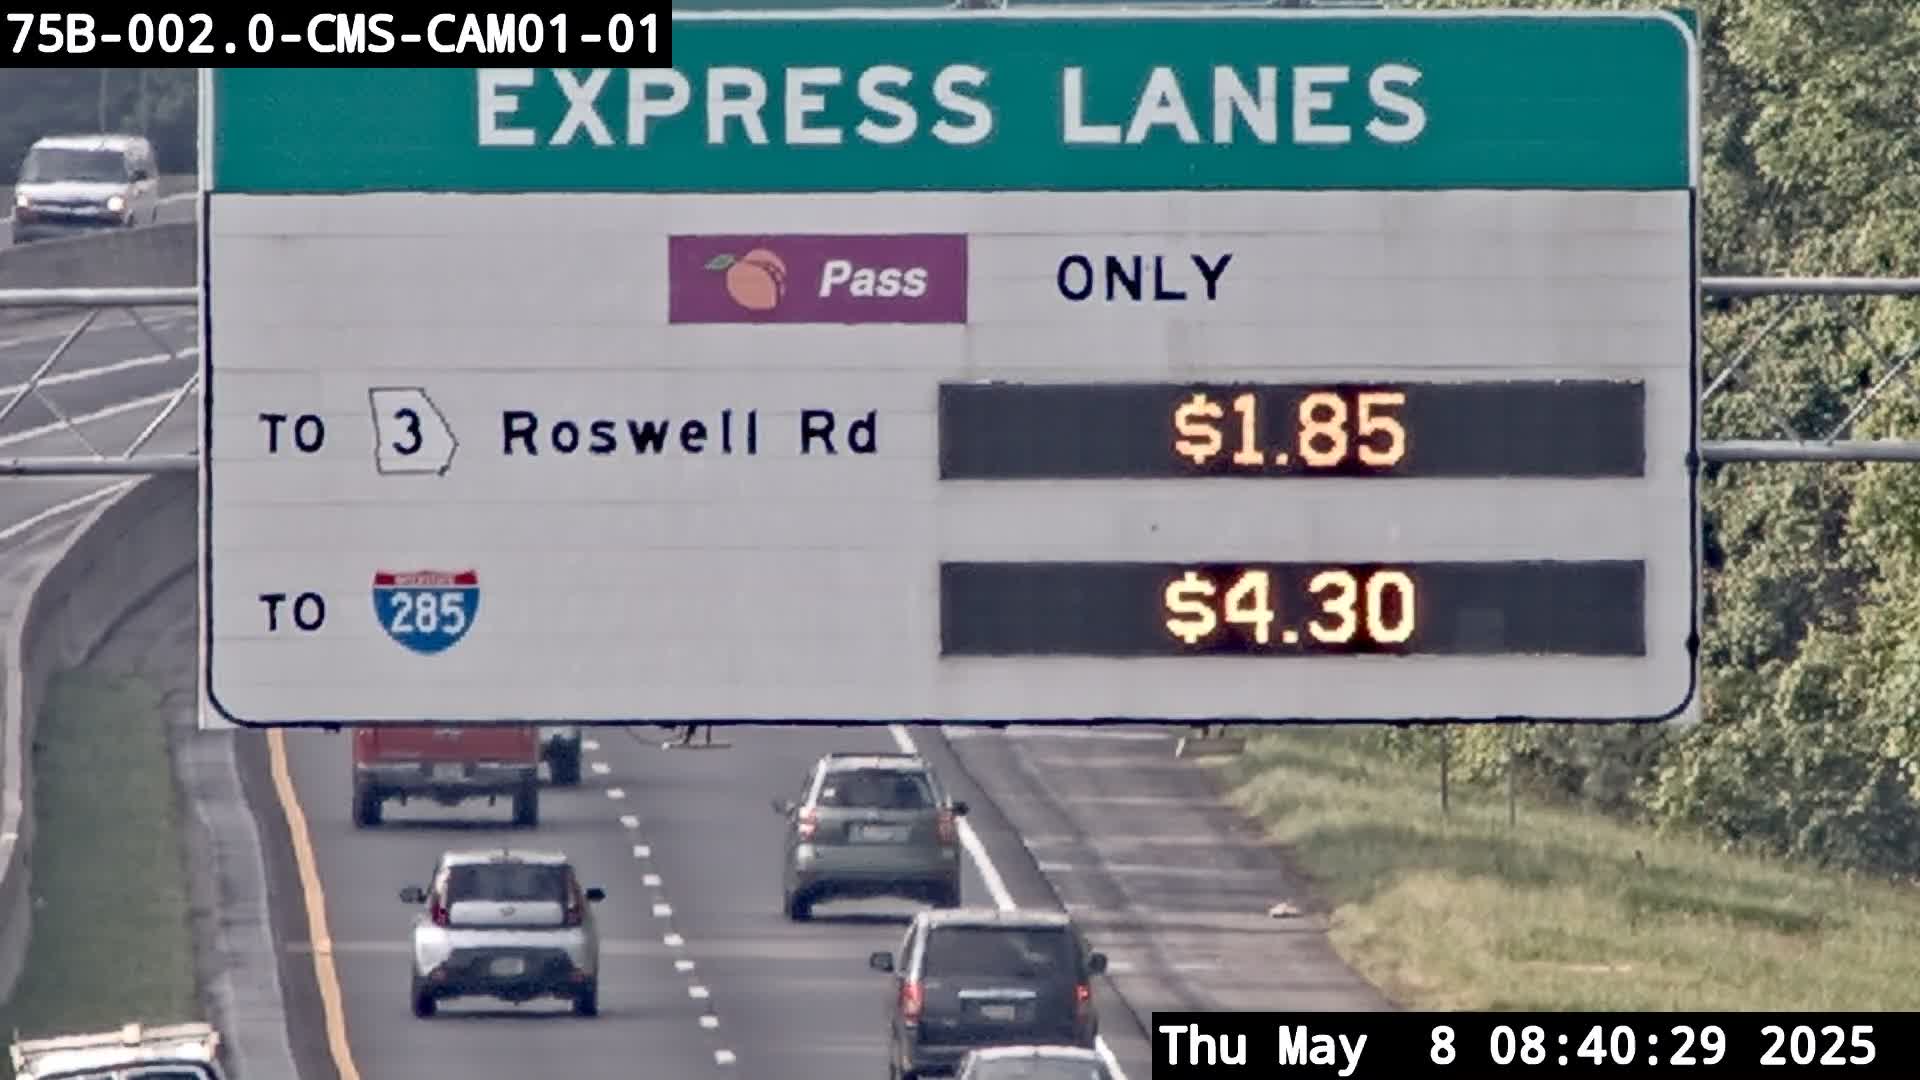 75B-002.0-CMS-CAM01-01
EXPRESS LANES
Pass ONLY
TO 3 Roswell Rd $1.85
TO INTERSTATE 285 $4.30
Thu May 8 08:40:29 2025